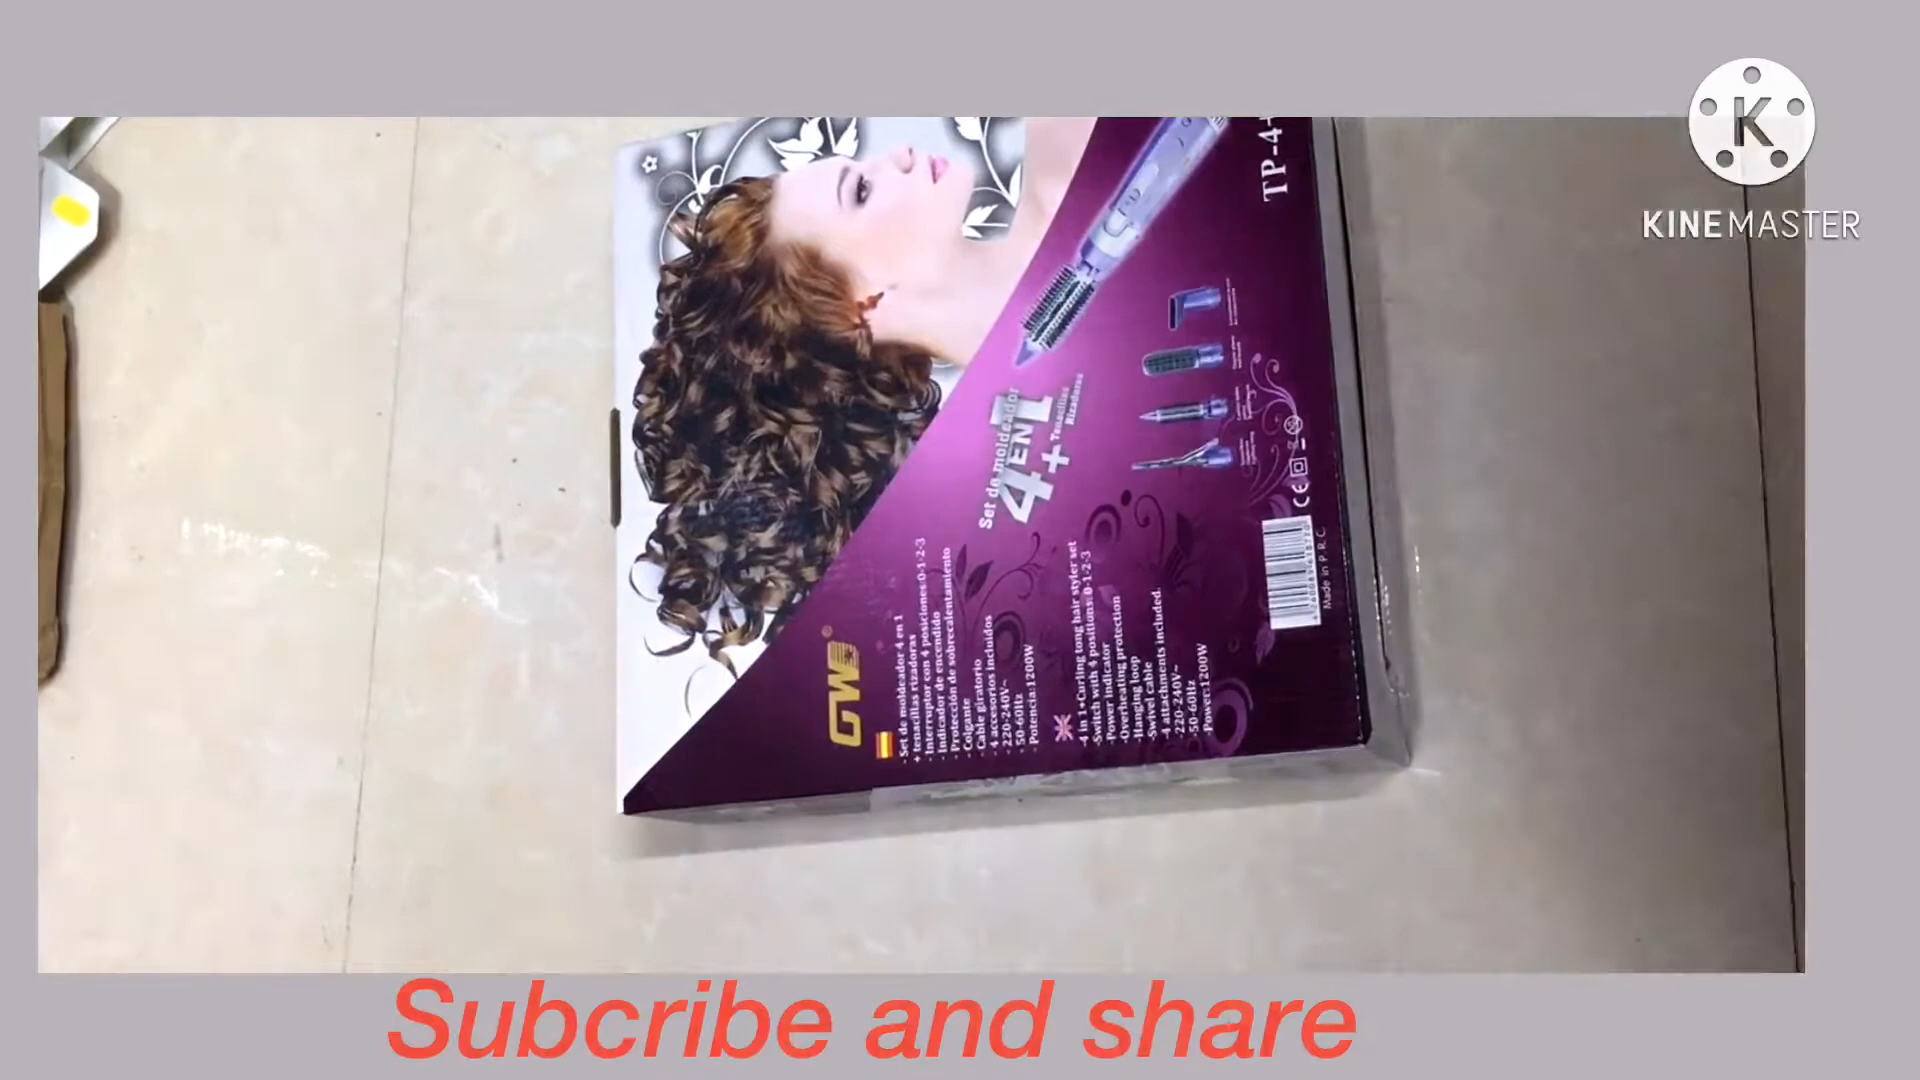 KINEMASTER
TP-4
Set de moldeador
4 EN 1
+ Tenacillas
Rizadoras
GW
- Set de moldeador 4 en 1
+ tenacillas rizadoras
- Interruptor con 4 posiciones:0-1-2-3
- Indicador de encendido
- Protección de sobrecalentamiento
- Colgante
- Cable giratorio
- 4 accesorios incluidos
- 220-240V~
- 50-60Hz
- Potencia:1200W
-4 in 1+Curling tong hair styler set
-Switch with 4 positions: 0-1-2-3
-Power indicator
-Overheating protection
-Hanging loop
-Swivel cable
-4 attachments included.
-220-240V~
-50-60Hz
-Power:1200W
CE
Made in P.R.C.
Subcribe and share